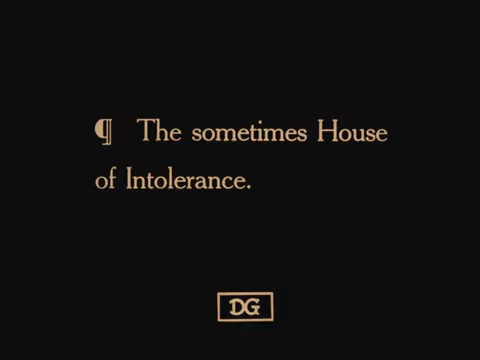 ¶ The sometimes House
of Intolerance.
DG